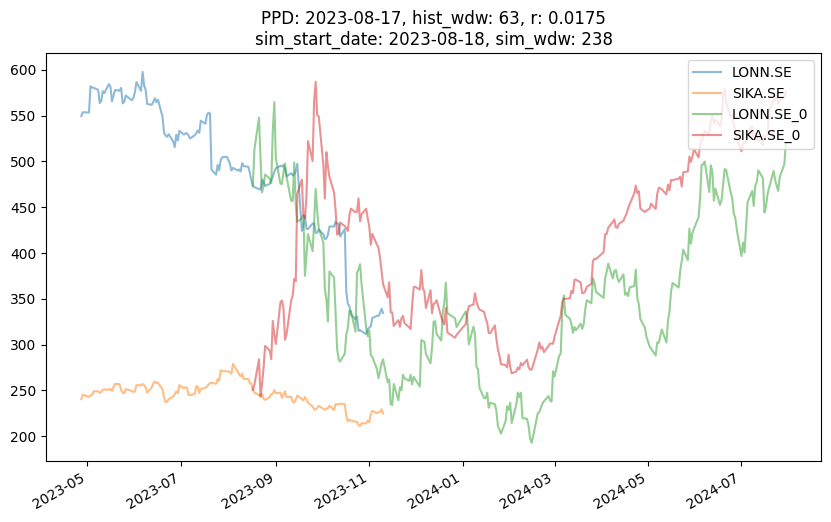 PPD: 2023-08-17, hist_wdw: 63, r: 0.0175
sim_start_date: 2023-08-18, sim_wdw: 238
LONN.SE
SIKA.SE
LONN.SE_0
SIKA.SE_0
600
550
500
450
400
350
300
250
200
2023-05
2023-07
2023-09
2023-11
2024-01
2024-03
2024-05
2024-07